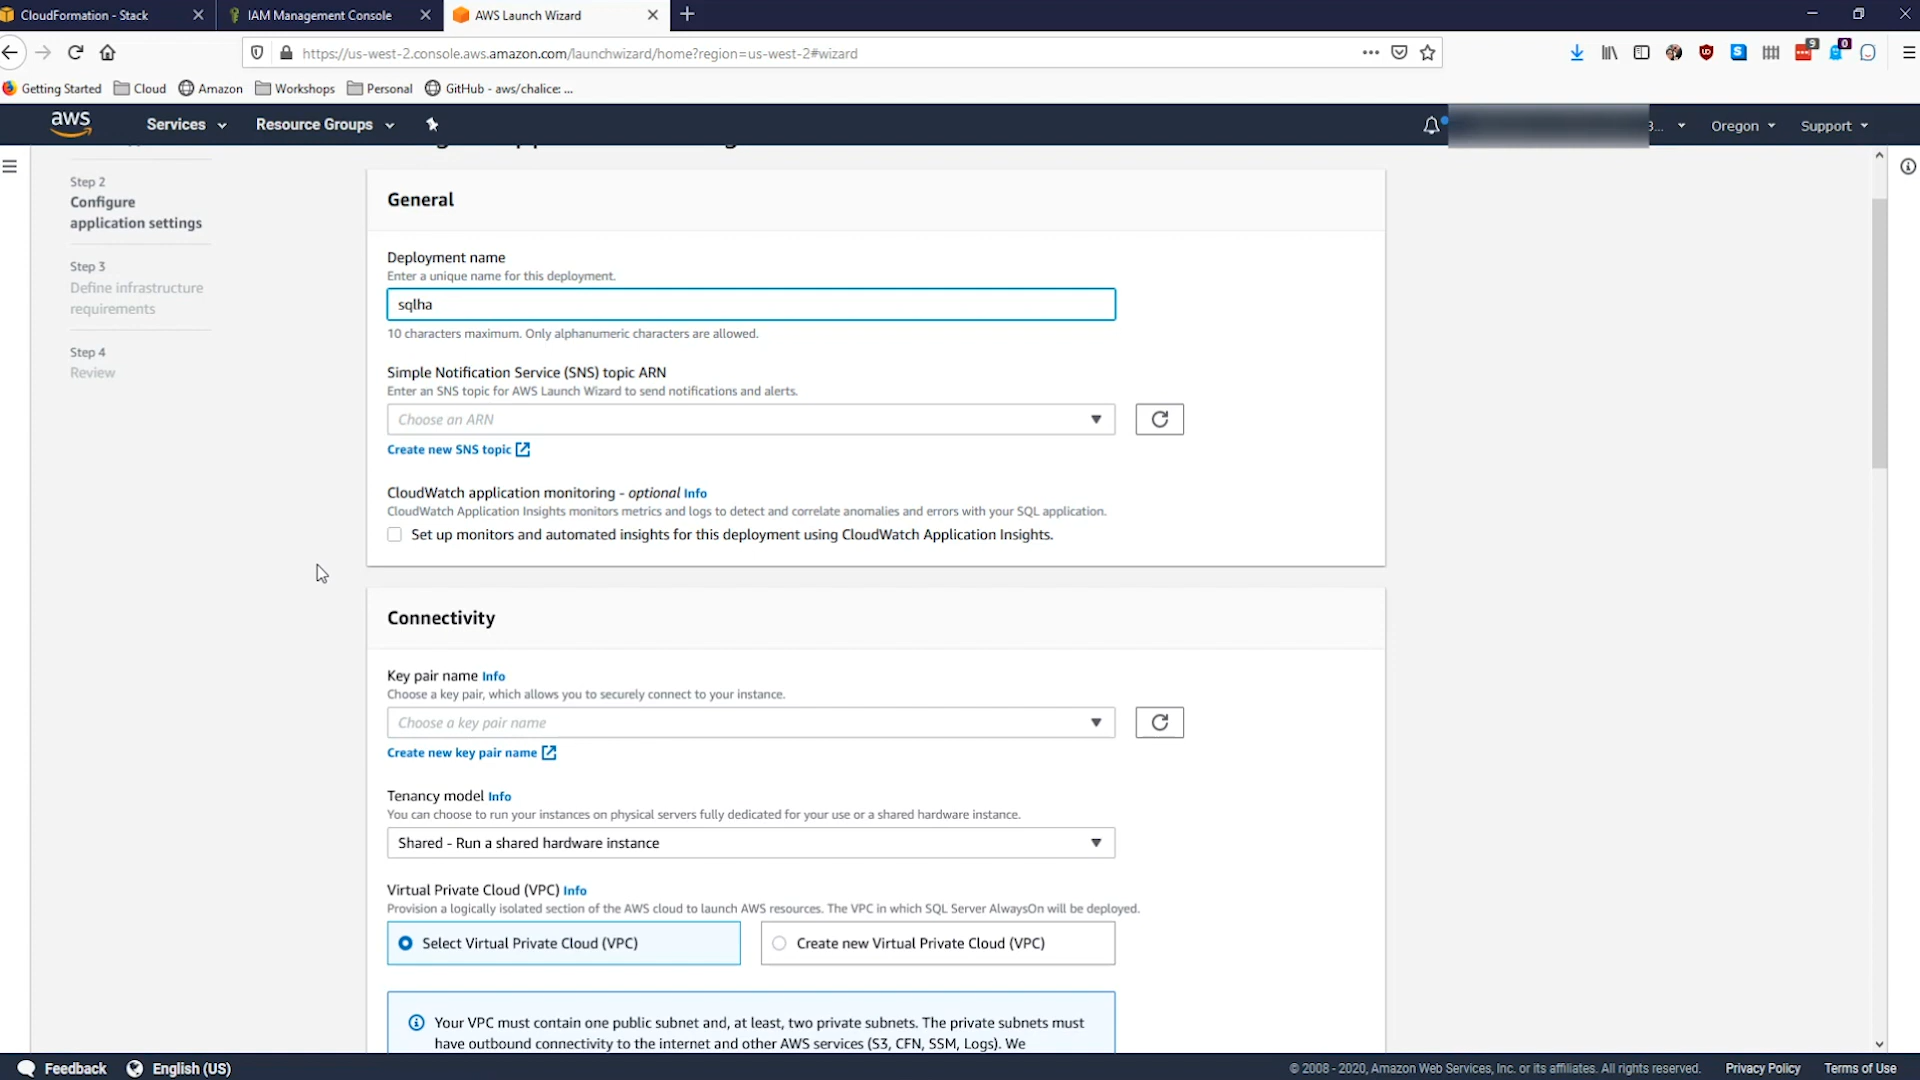 CloudFormation - Stack
IAM Management Console
AWS Launch Wizard
https://us-west-2.console.aws.amazon.com/launchwizard/home?region=us-west-2#wizard
9
0
Getting Started
Cloud
Amazon
Workshops
Personal
GitHub - aws/chalice: ...
aws
Services
Resource Groups
3...
Oregon
Support
Step 2
Configure
application settings
Step 3
Define infrastructure
requirements
Step 4
Review
General
Deployment name
Enter a unique name for this deployment.
sqlha
10 characters maximum. Only alphanumeric characters are allowed.
Simple Notification Service (SNS) topic ARN
Enter an SNS topic for AWS Launch Wizard to send notifications and alerts.
Choose an ARN
Create new SNS topic
CloudWatch application monitoring - optional Info
CloudWatch Application Insights monitors metrics and logs to detect and correlate anomalies and errors with your SQL application.
Set up monitors and automated insights for this deployment using CloudWatch Application Insights.
Connectivity
Key pair name Info
Choose a key pair, which allows you to securely connect to your instance.
Choose a key pair name
Create new key pair name
Tenancy model Info
You can choose to run your instances on physical servers fully dedicated for your use or a shared hardware instance.
Shared - Run a shared hardware instance
Virtual Private Cloud (VPC) Info
Provision a logically isolated section of the AWS cloud to launch AWS resources. The VPC in which SQL Server AlwaysOn will be deployed.
Select Virtual Private Cloud (VPC)
Create new Virtual Private Cloud (VPC)
Your VPC must contain one public subnet and, at least, two private subnets. The private subnets must
have outbound connectivity to the internet and other AWS services (S3, CFN, SSM, Logs). We
Feedback
English (US)
© 2008 - 2020, Amazon Web Services, Inc. or its affiliates. All rights reserved.
Privacy Policy
Terms of Use